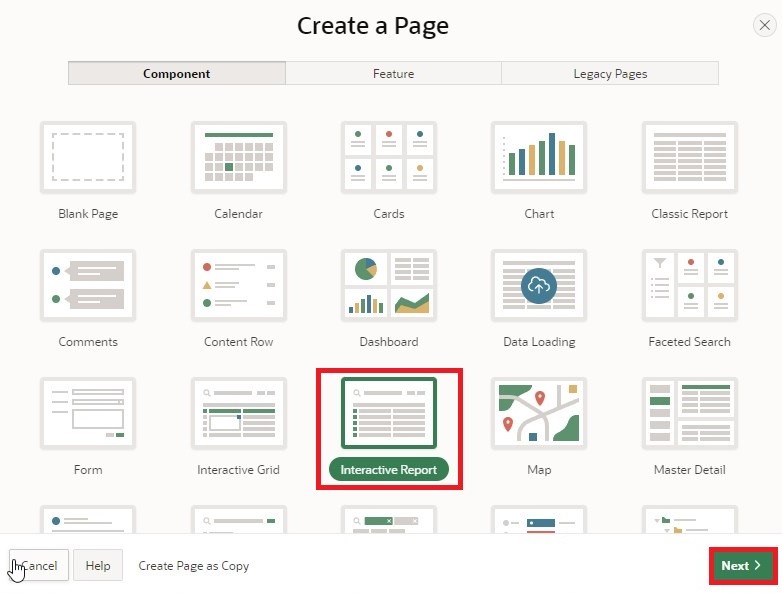 Create a Page
Component Feature Legacy Pages
Blank Page Calendar Cards Chart Classic Report
Comments Content Row Dashboard Data Loading Faceted Search
Form Interactive Grid Interactive Report Map Master Detail
Cancel Help Create Page as Copy Next